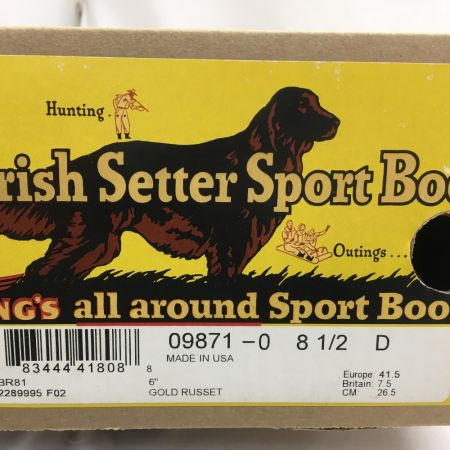 Hunting .
rish Setter Sport Boo
Outings . . .
NG'S all around Sport Boo
09871-0 8 1/2 D
MADE IN USA
83444 41808 8
BR81 6" Europe: 41.5
2289995 F02 GOLD RUSSET Britain: 7.5
CM: 26.5